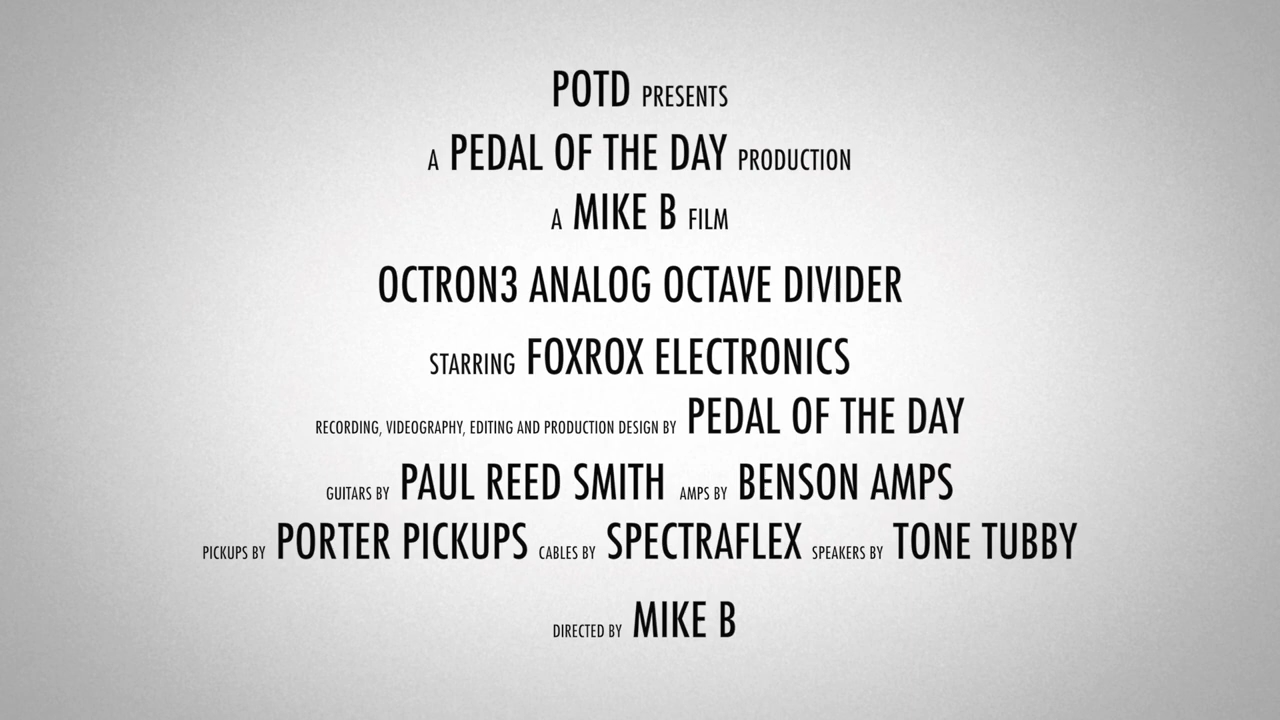 POTD PRESENTS
A PEDAL OF THE DAY PRODUCTION
A MIKE B FILM
OCTRON3 ANALOG OCTAVE DIVIDER
STARRING FOXROX ELECTRONICS
RECORDING, VIDEOGRAPHY, EDITING AND PRODUCTION DESIGN BY PEDAL OF THE DAY
GUITARS BY PAUL REED SMITH AMPS BY BENSON AMPS
PICKUPS BY PORTER PICKUPS CABLES BY SPECTRAFLEX SPEAKERS BY TONE TUBBY
DIRECTED BY MIKE B